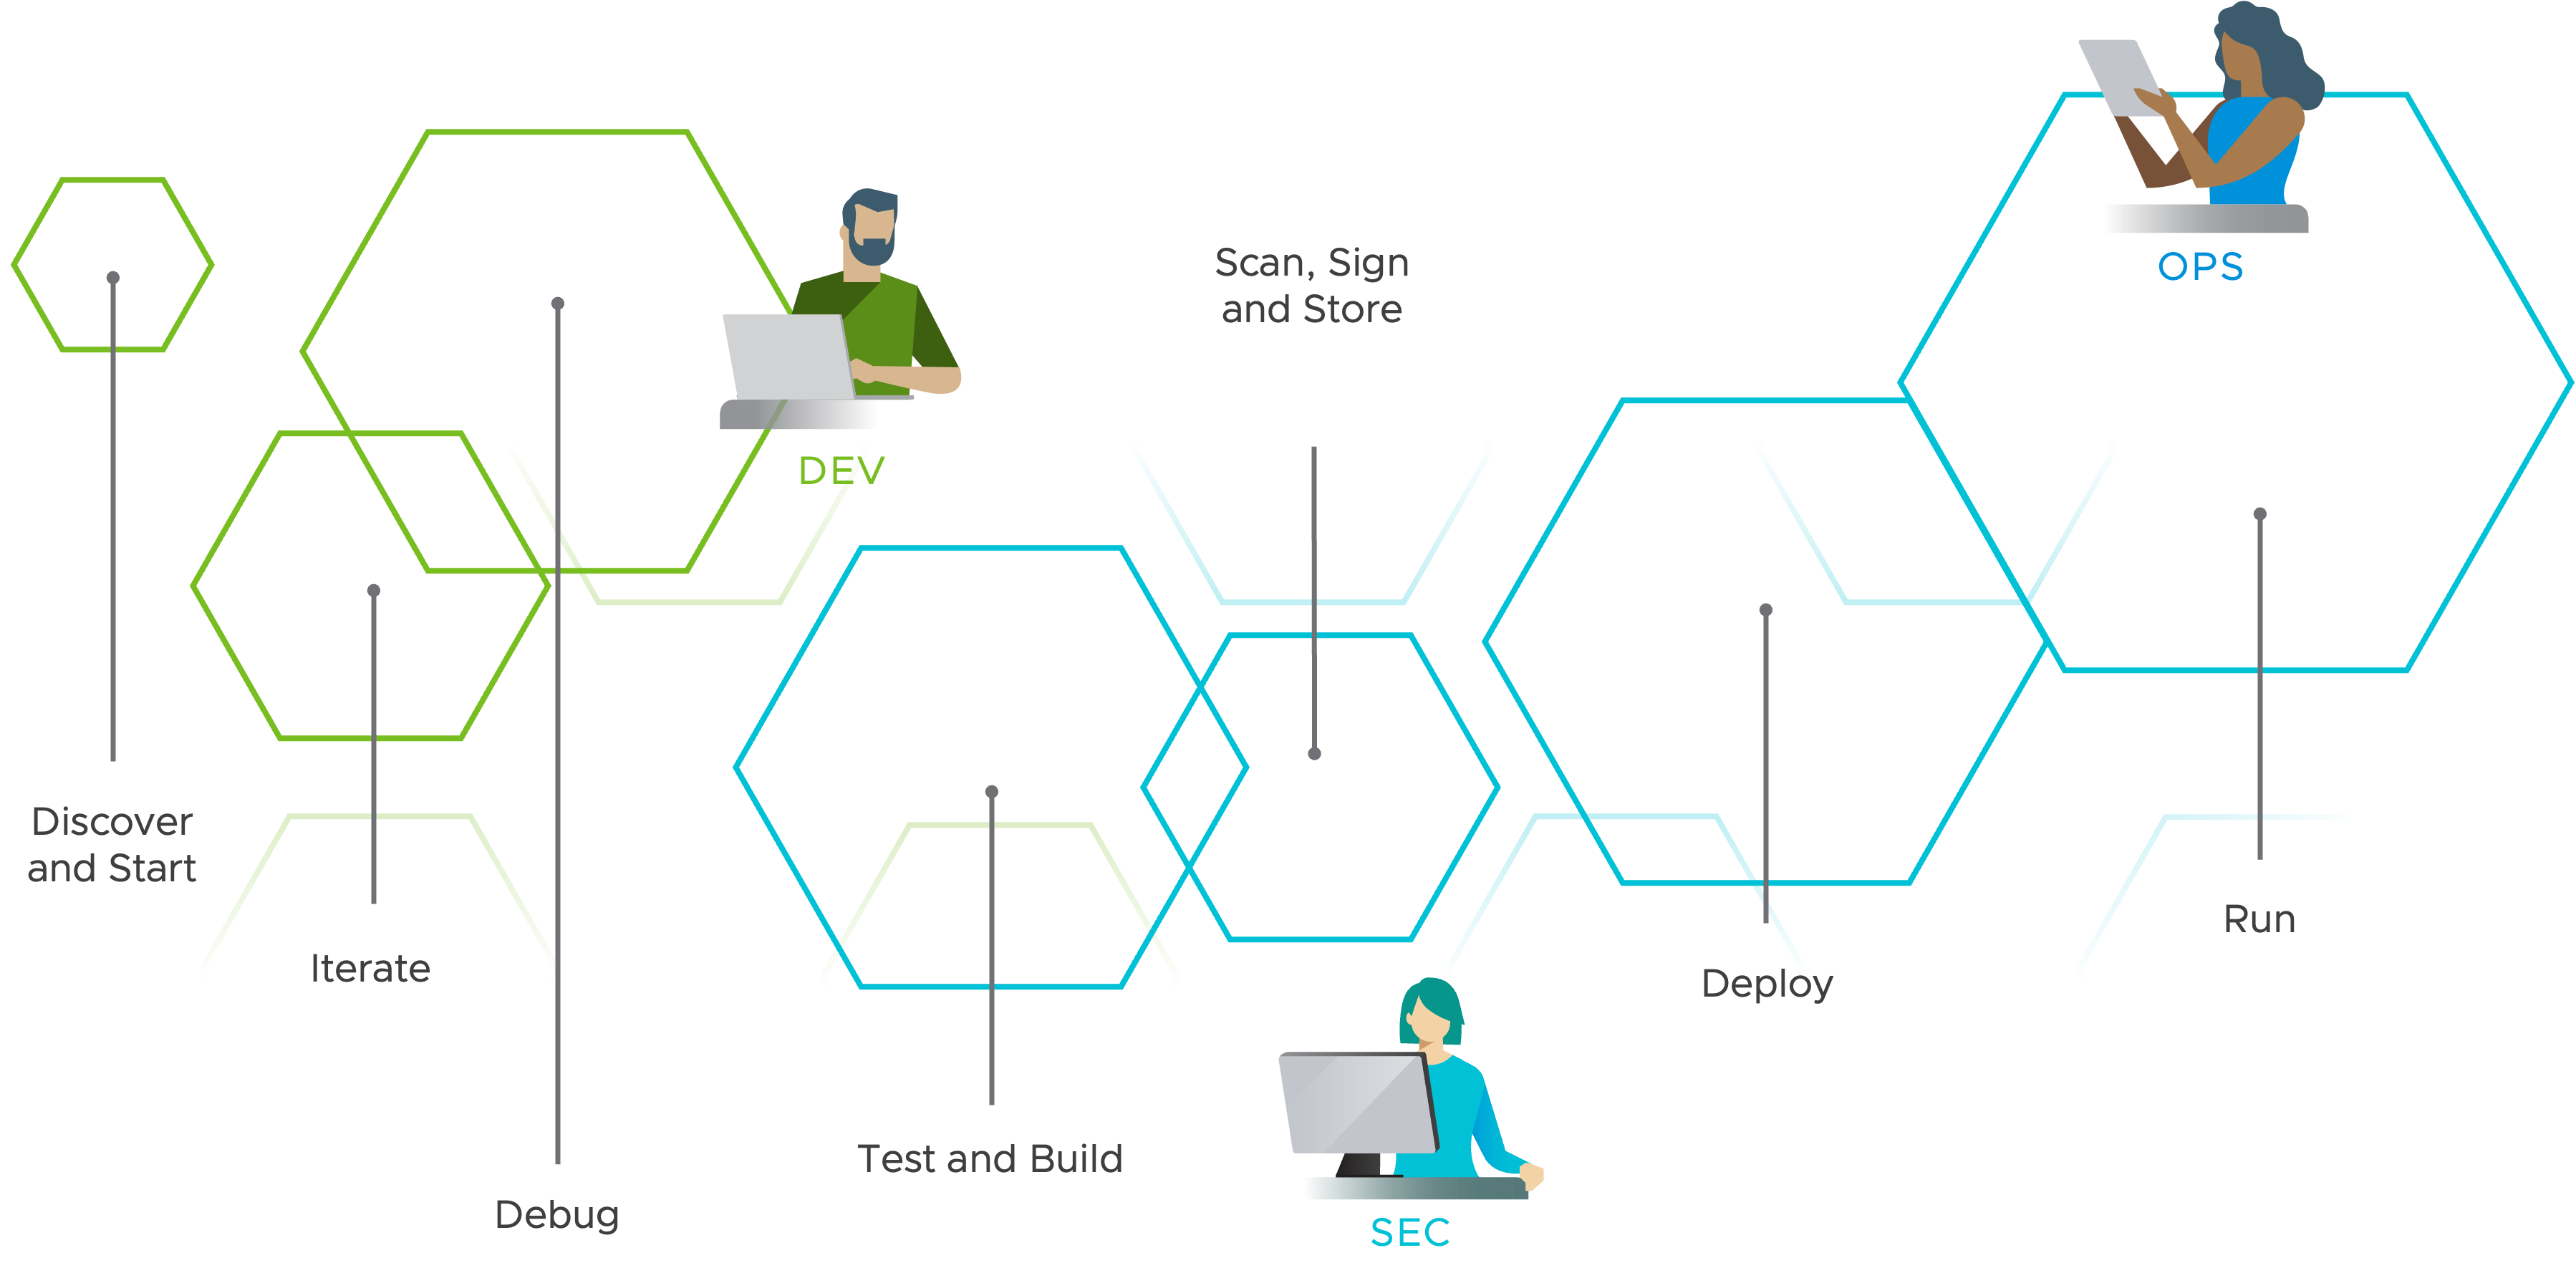 Discover
and Start
Iterate
Debug
DEV
Test and Build
Scan, Sign
and Store
SEC
Deploy
OPS
Run